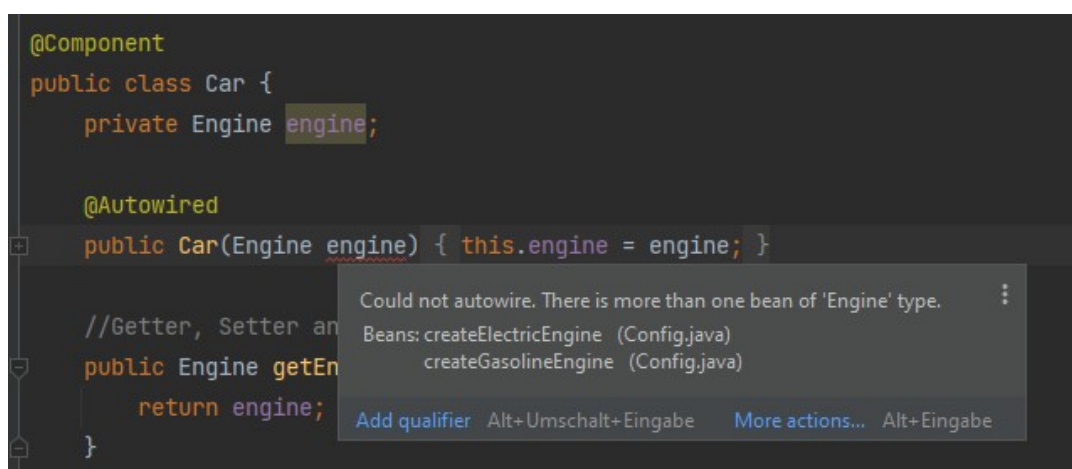 @Component
public class Car {
private Engine engine;
@Autowired
public Car(Engine engine) { this.engine = engine; }
Could not autowire. There is more than one bean of 'Engine' type.
Beans: createElectricEngine (Config.java)
createGasolineEngine (Config.java)
Add qualifier Alt+Umschalt+Eingabe More actions... Alt+Eingabe
//Getter, Setter an
public Engine getEn
return engine;
}